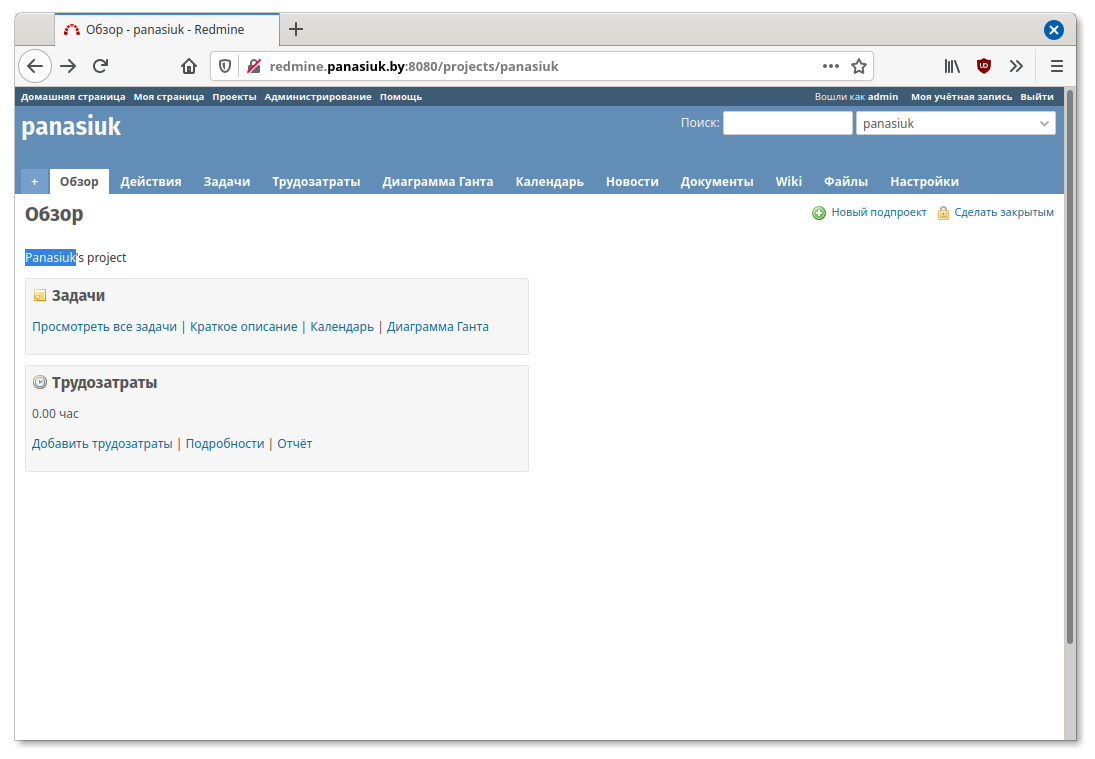 Обзор - panasiuk - Redmine
redmine.panasiuk.by:8080/projects/panasiuk
Домашняя страница Моя страница Проекты Администрирование Помощь Вошли как admin Моя учётная запись Выйти
panasiuk Поиск: panasiuk
+ Обзор Действия Задачи Трудозатраты Диаграмма Ганта Календарь Новости Документы Wiki Файлы Настройки
Обзор Новый подпроект Сделать закрытым
Panasiuk's project
Задачи
Просмотреть все задачи | Краткое описание | Календарь | Диаграмма Ганта
Трудозатраты
0.00 час
Добавить трудозатраты | Подробности | Отчёт